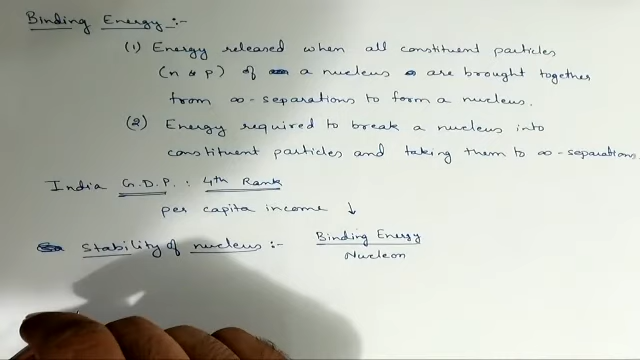 Binding Energy :-
(1) Energy released when all constituent particles
(n & p) of a nucleus are brought together
from ∞-separations to form a nucleus.
(2) Energy required to break a nucleus into
constituent particles and taking them to ∞-separations.
India G.D.P. : 4th Rank
per capita income ↓
Stability of nucleus :- Binding Energy
Nucleon